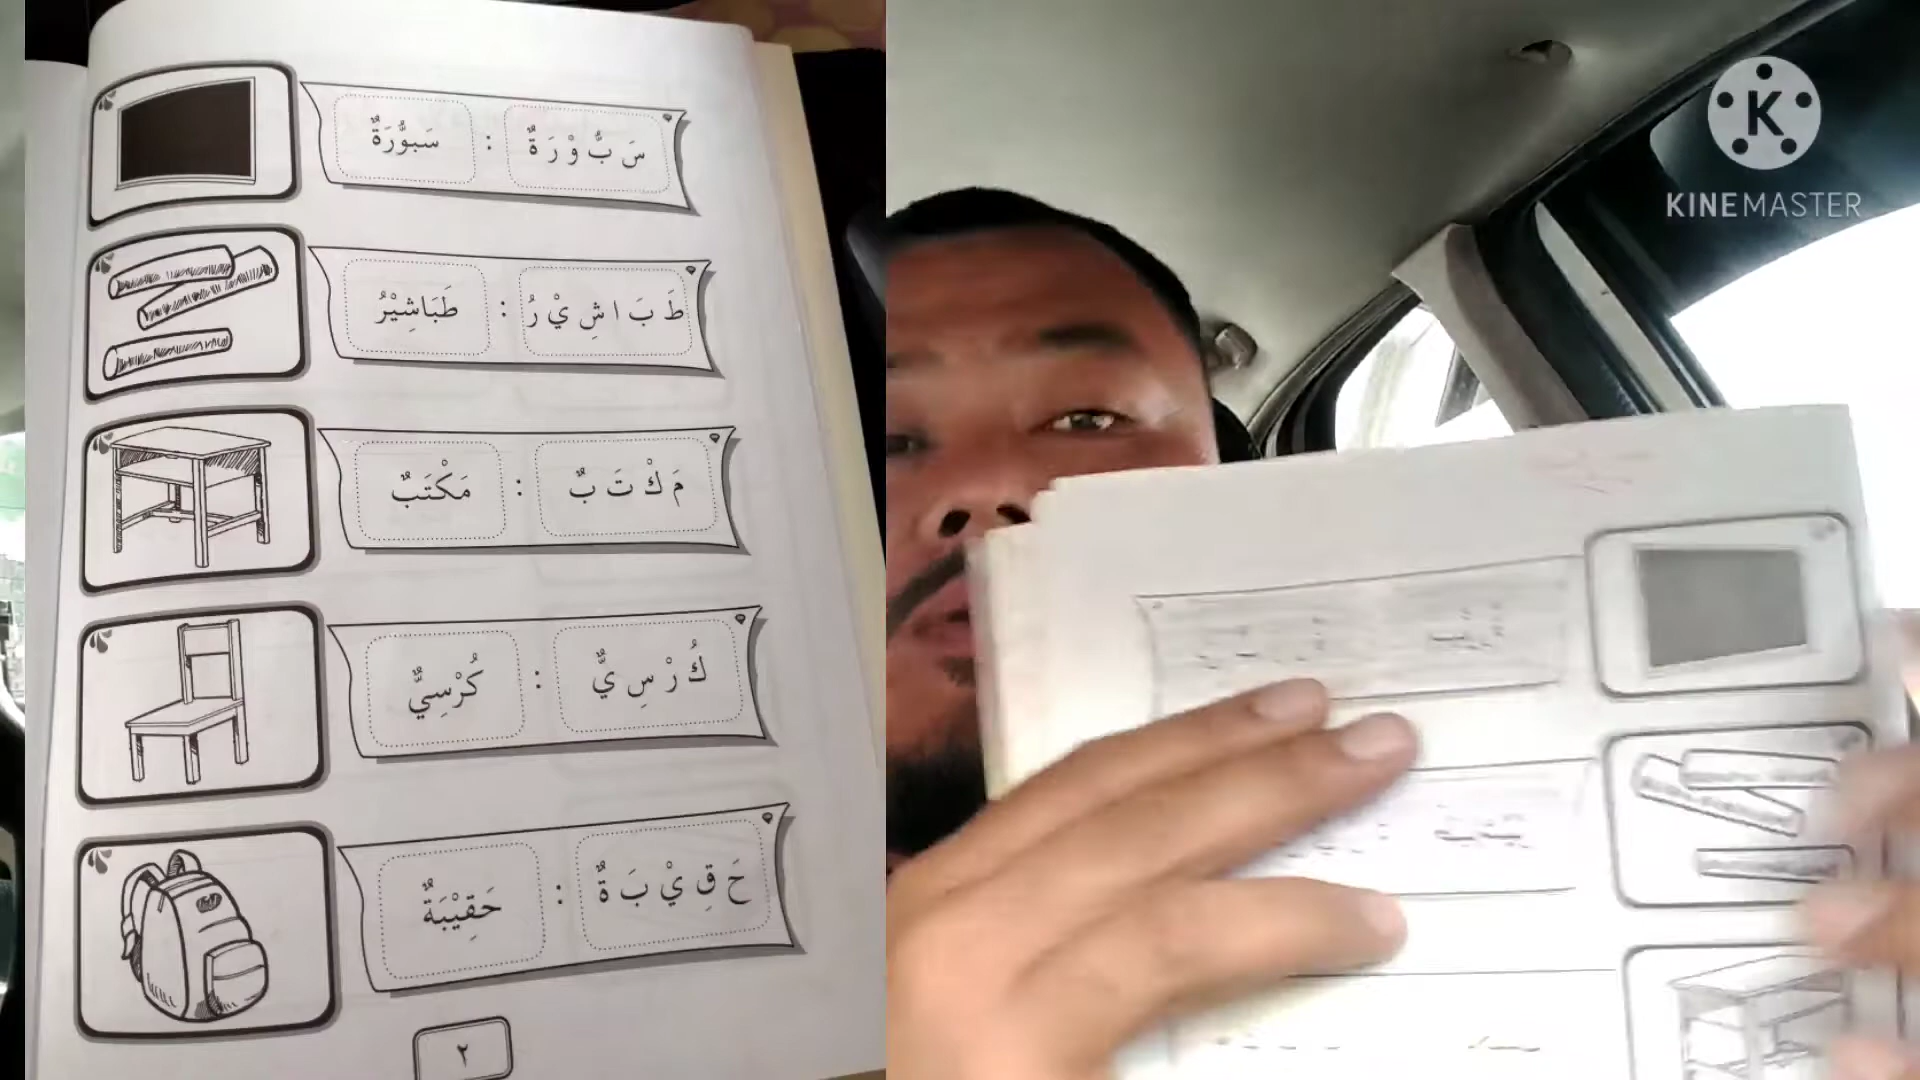 سَ بُّ وْ رَ ةٌ : سَبُّوْرَةٌ
طَ بَ ا شِ يْ رُ : طَبَاشِيْرُ
مَ كْ تَ بٌ : مَكْتَبٌ
كُ رْ سِ يٌّ : كُرْسِيٌّ
حَ قِ يْ بَ ةٌ : حَقِيْبَةٌ
٢
K
KINEMASTER